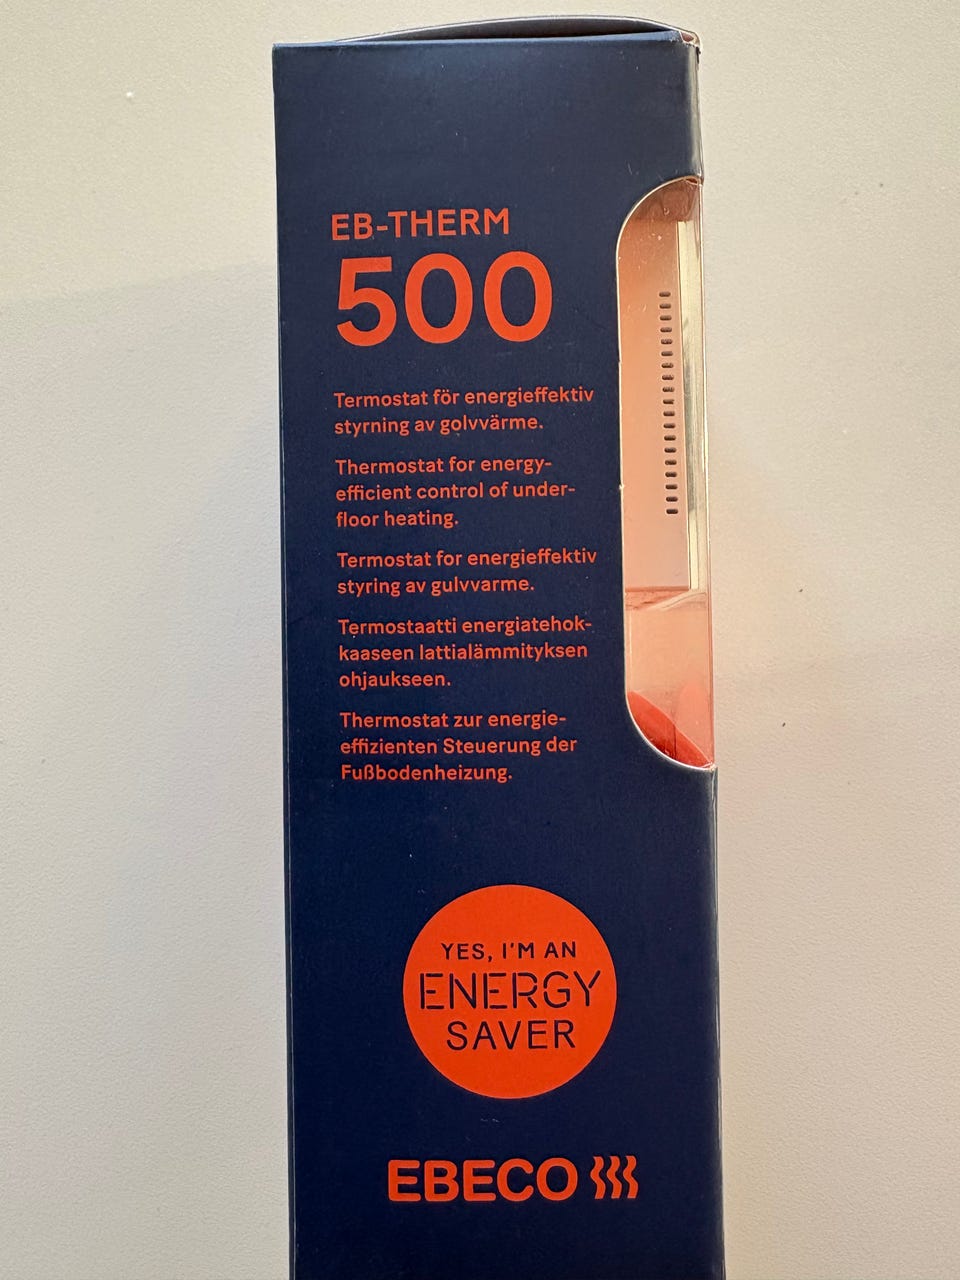 EB-THERM
500
Termostat för energieffektiv
styrning av golvvärme.
Thermostat for energy-
efficient control of under-
floor heating.
Termostat for energieffektiv
styring av gulvvarme.
Termostaatti energiatehok-
kaaseen lattialämmityksen
ohjaukseen.
Thermostat zur energie-
effizienten Steuerung der
Fußbodenheizung.
YES, I'M AN
ENERGY
SAVER
EBECO